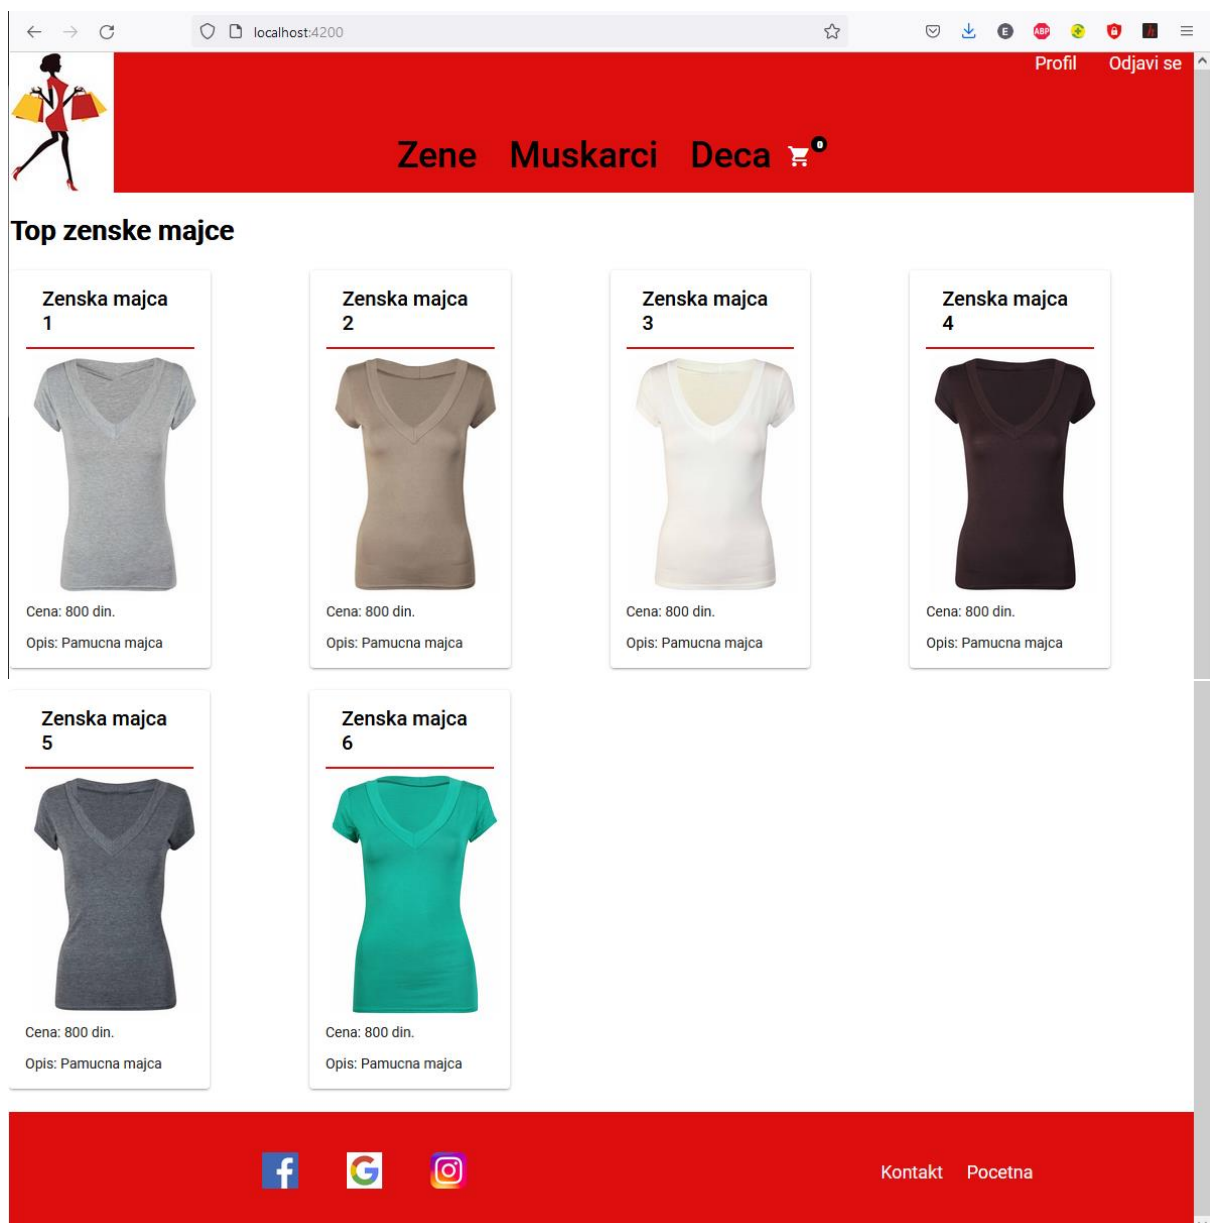 localhost:4200
E
ABP
Profil Odjavi se
Zene Muskarci Deca 0
Top zenske majce
Zenska majca
1
Zenska majca
2
Zenska majca
3
Zenska majca
4
Cena: 800 din.
Opis: Pamucna majca
Cena: 800 din.
Opis: Pamucna majca
Cena: 800 din.
Opis: Pamucna majca
Cena: 800 din.
Opis: Pamucna majca
Zenska majca
5
Zenska majca
6
Cena: 800 din.
Opis: Pamucna majca
Cena: 800 din.
Opis: Pamucna majca
Kontakt Pocetna